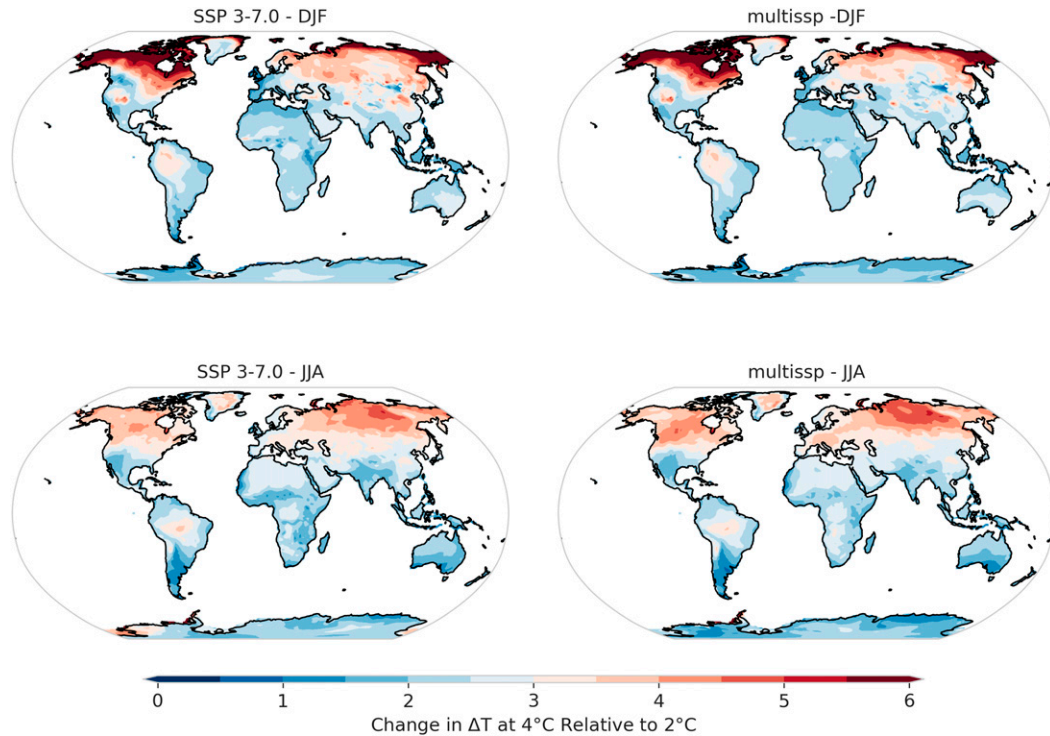 SSP 3-7.0 - DJF
multissp -DJF
SSP 3-7.0 - JJA
multissp - JJA
0 1 2 3 4 5 6
Change in ΔT at 4°C Relative to 2°C